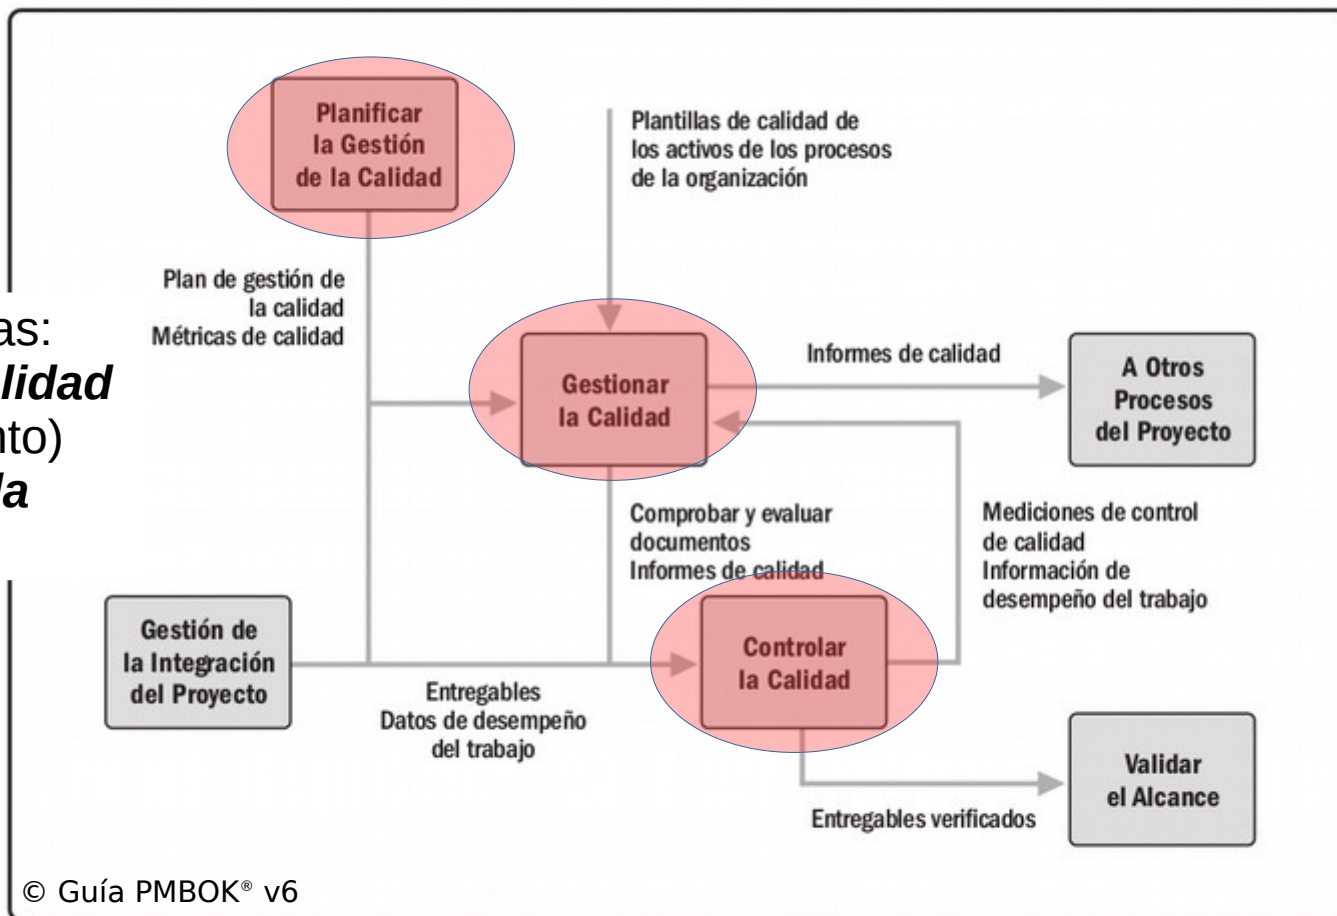 Planificar
la Gestión
de la Calidad
Plantillas de calidad de
los activos de los procesos
de la organización
Plan de gestión de
la calidad
Métricas de calidad
as:
lidad
nto)
la
Gestionar
la Calidad
Informes de calidad
A Otros
Procesos
del Proyecto
Comprobar y evaluar
documentos
Informes de calidad
Mediciones de control
de calidad
Información de
desempeño del trabajo
Gestión de
la Integración
del Proyecto
Entregables
Datos de desempeño
del trabajo
Controlar
la Calidad
Entregables verificados
Validar
el Alcance
© Guía PMBOK® v6